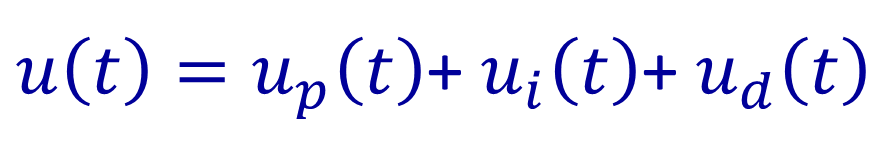 u(t) = u_p(t)+ u_i(t)+ u_d(t)